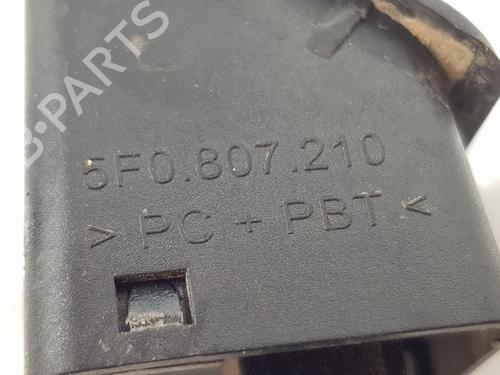 B-PARTS
5F0.807.210
> PC + PBT <